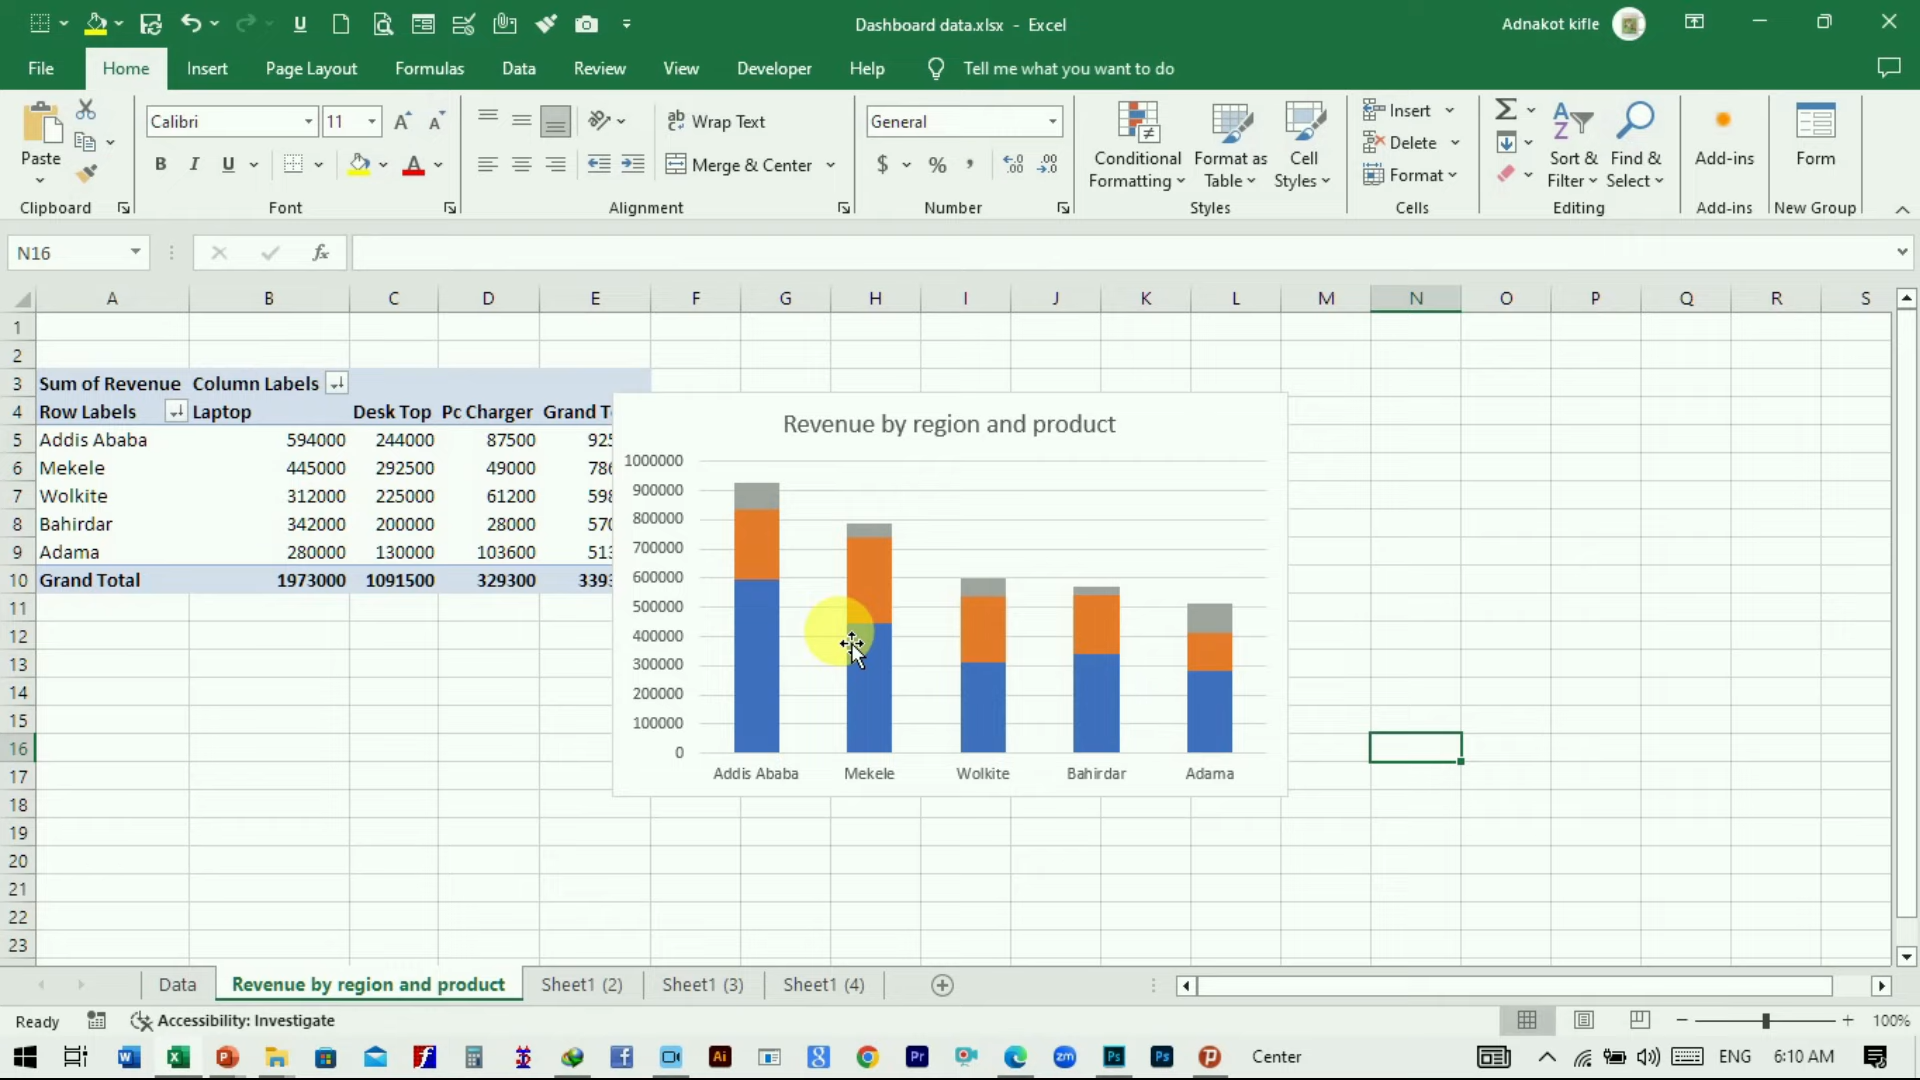 Dashboard data.xlsx - Excel
Adnakot kifle
File Home Insert Page Layout Formulas Data Review View Developer Help Tell me what you want to do
Paste
Clipboard
Calibri 11
B I U
Font
Wrap Text
Merge & Center
Alignment
General
$ % ,
Number
Conditional Formatting
Format as Table
Cell Styles
Styles
Insert
Delete
Format
Cells
Sort & Filter
Find & Select
Editing
Add-ins
Add-ins
Form
New Group
N16 fx
A B C D E F G H I J K L M N O P Q R S
1
2
3 Sum of Revenue Column Labels
4 Row Labels Laptop Desk Top Pc Charger Grand T
5 Addis Ababa 594000 244000 87500 925
6 Mekele 445000 292500 49000 786
7 Wolkite 312000 225000 61200 598
8 Bahirdar 342000 200000 28000 570
9 Adama 280000 130000 103600 513
10 Grand Total 1973000 1091500 329300 3393
11
12
13
14
15
16
17
18
19
20
21
22
23
Revenue by region and product
1000000
900000
800000
700000
600000
500000
400000
300000
200000
100000
0
Addis Ababa Mekele Wolkite Bahirdar Adama
Data Revenue by region and product Sheet1 (2) Sheet1 (3) Sheet1 (4)
Ready Accessibility: Investigate 100%
Center ENG 6:10 AM